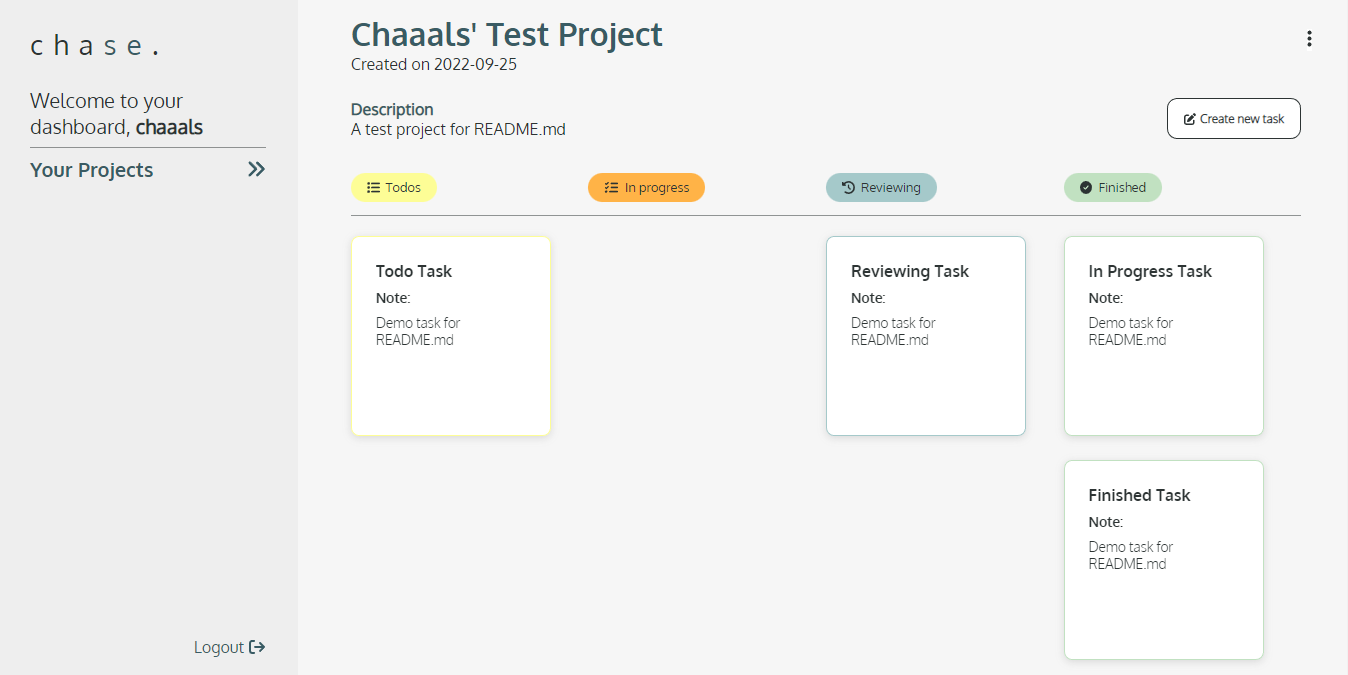 chase.
Welcome to your
dashboard, chaaals
Your Projects
Logout
Chaaals' Test Project
Created on 2022-09-25
Description
A test project for README.md
Create new task
Todos
In progress
Reviewing
Finished
Todo Task
Note:
Demo task for
README.md
Reviewing Task
Note:
Demo task for
README.md
In Progress Task
Note:
Demo task for
README.md
Finished Task
Note:
Demo task for
README.md